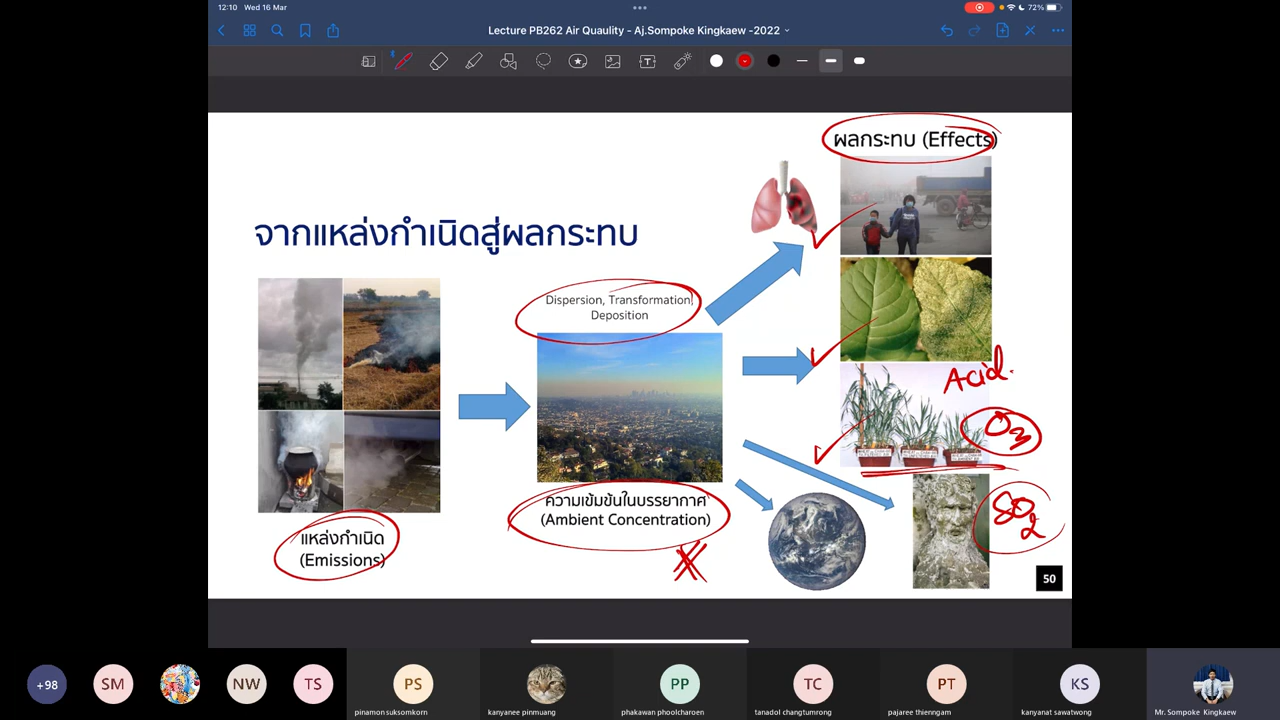 12:10 Wed 16 Mar
72%
Lecture PB262 Air Quaulity - Aj.Sompoke Kingkaew -2022
ผลกระทบ (Effects)
จากแหล่งกำเนิดสู่ผลกระทบ
Dispersion, Transformation,
Deposition
Acid.
O3
SO2
ความเข้มข้นในบรรยากาศ
(Ambient Concentration)
แหล่งกำเนิด
(Emissions)
50
+98
SM
NW
TS
PS
PP
TC
PT
KS
pinamon suksomkorn
kanyanee pinmuang
phakawan phoolcharoen
tanadol changtumrong
pajaree thienngam
kanyanat sawatwong
Mr. Sompoke Kingkaew